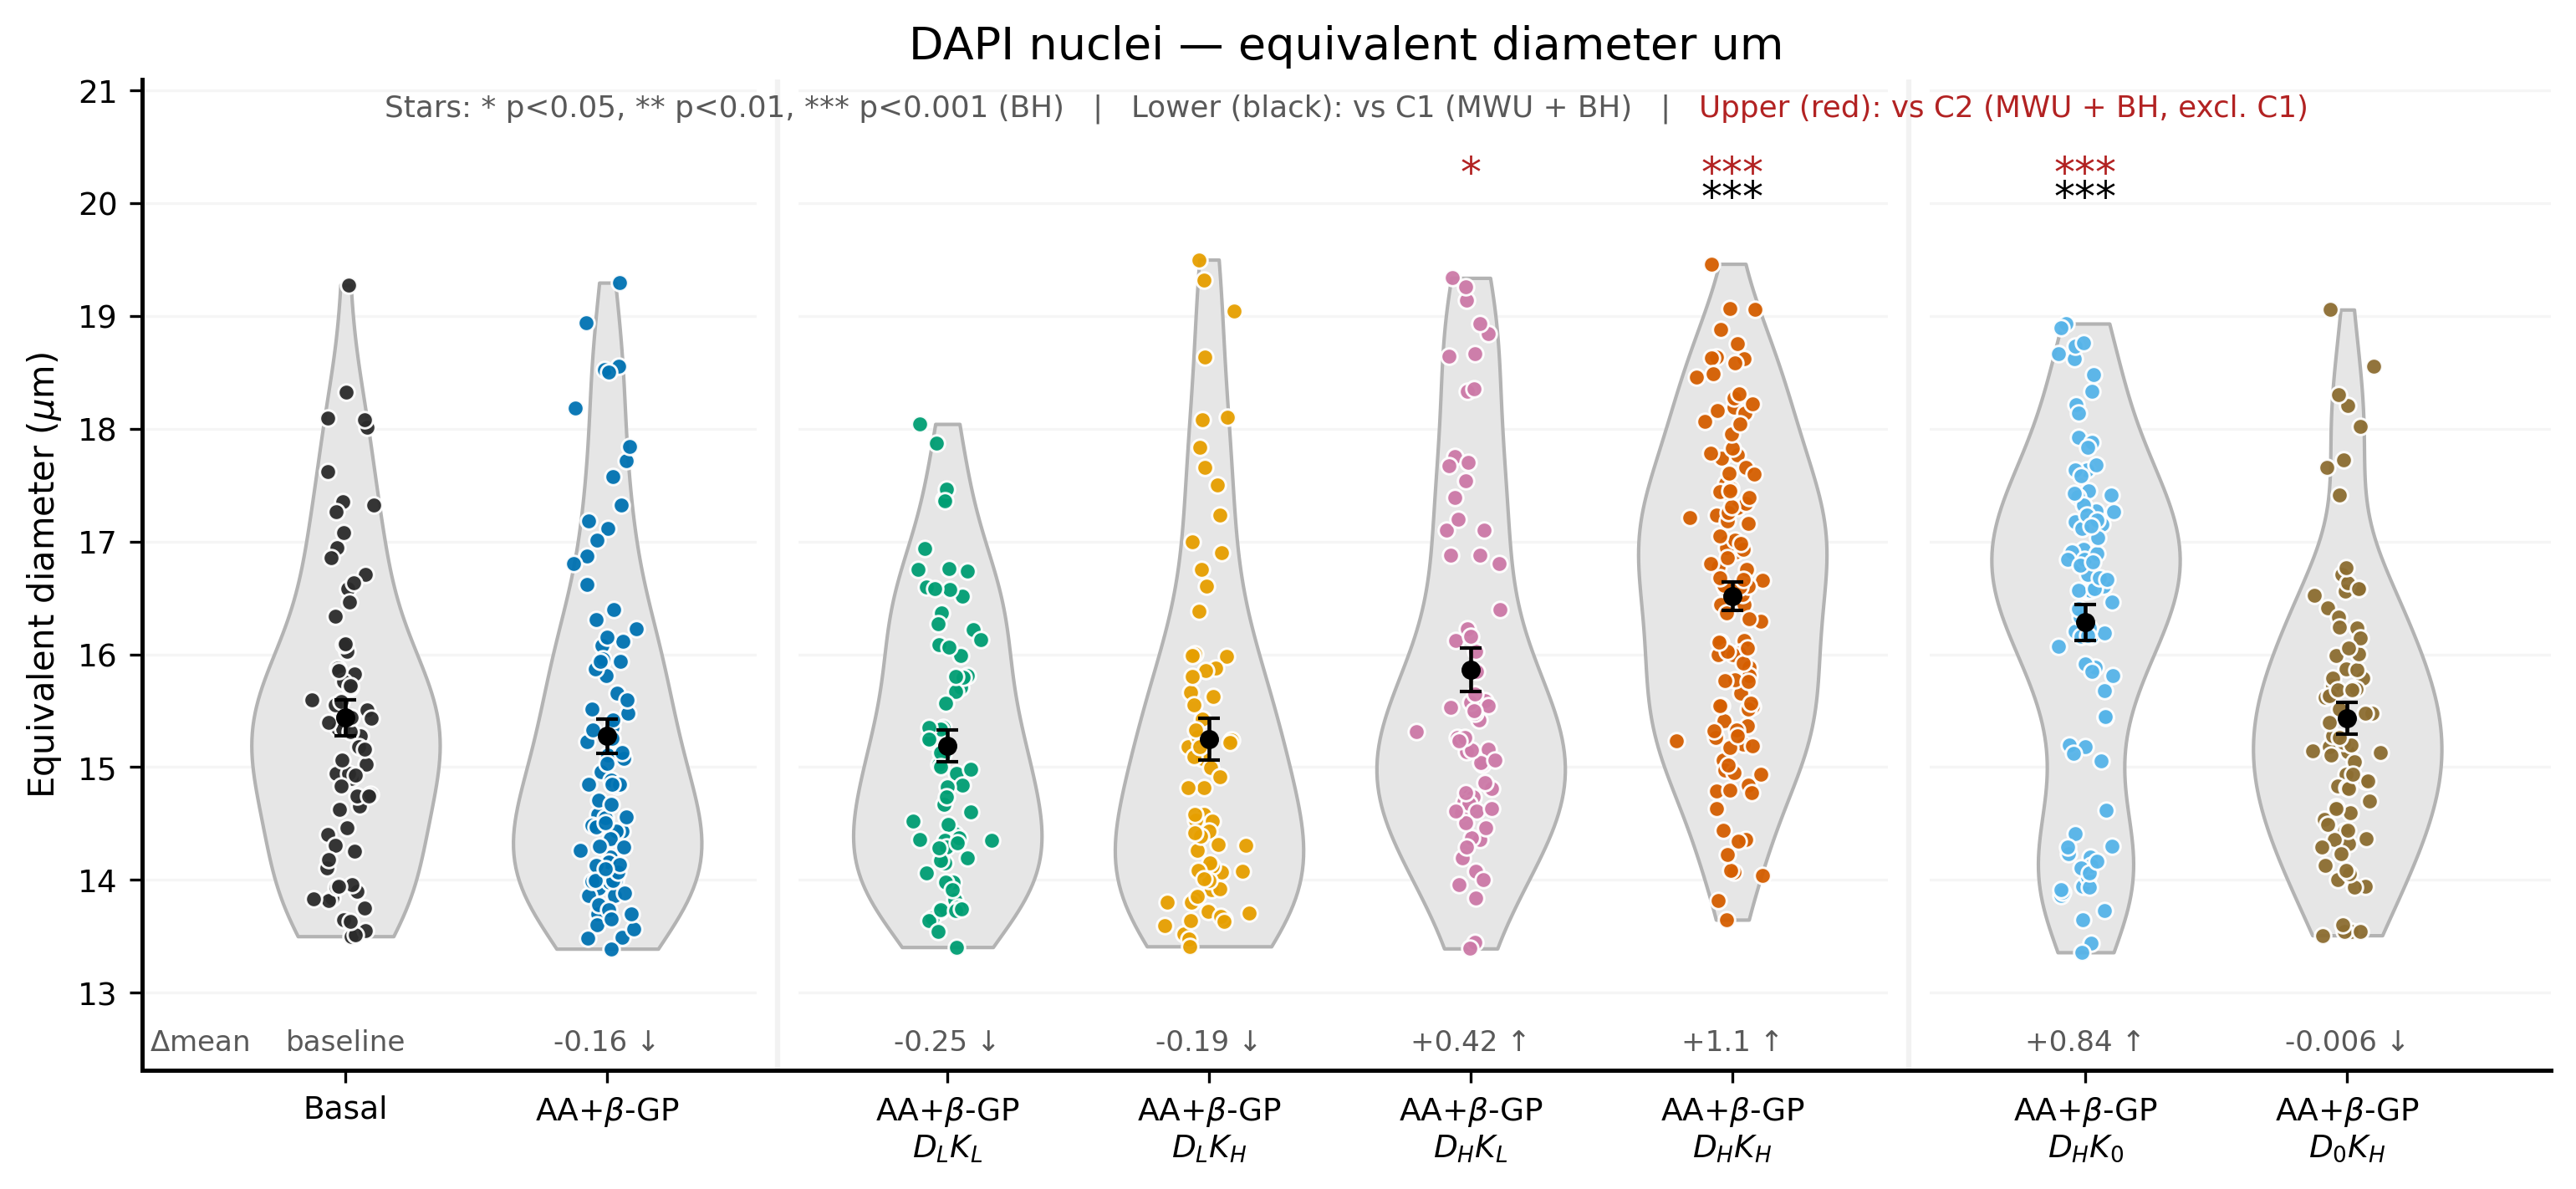 DAPI nuclei — equivalent diameter um
Stars: * p<0.05, ** p<0.01, *** p<0.001 (BH) | Lower (black): vs C1 (MWU + BH) | Upper (red): vs C2 (MWU + BH, excl. C1)
* *** ***
*** ***
Equivalent diameter (μm)
21
20
19
18
17
16
15
14
13
Δmean baseline -0.16 ↓ -0.25 ↓ -0.19 ↓ +0.42 ↑ +1.1 ↑ +0.84 ↑ -0.006 ↓
Basal AA+β-GP AA+β-GP AA+β-GP AA+β-GP AA+β-GP AA+β-GP AA+β-GP
D_LK_L D_LK_H D_HK_L D_HK_H D_HK_0 D_0K_H